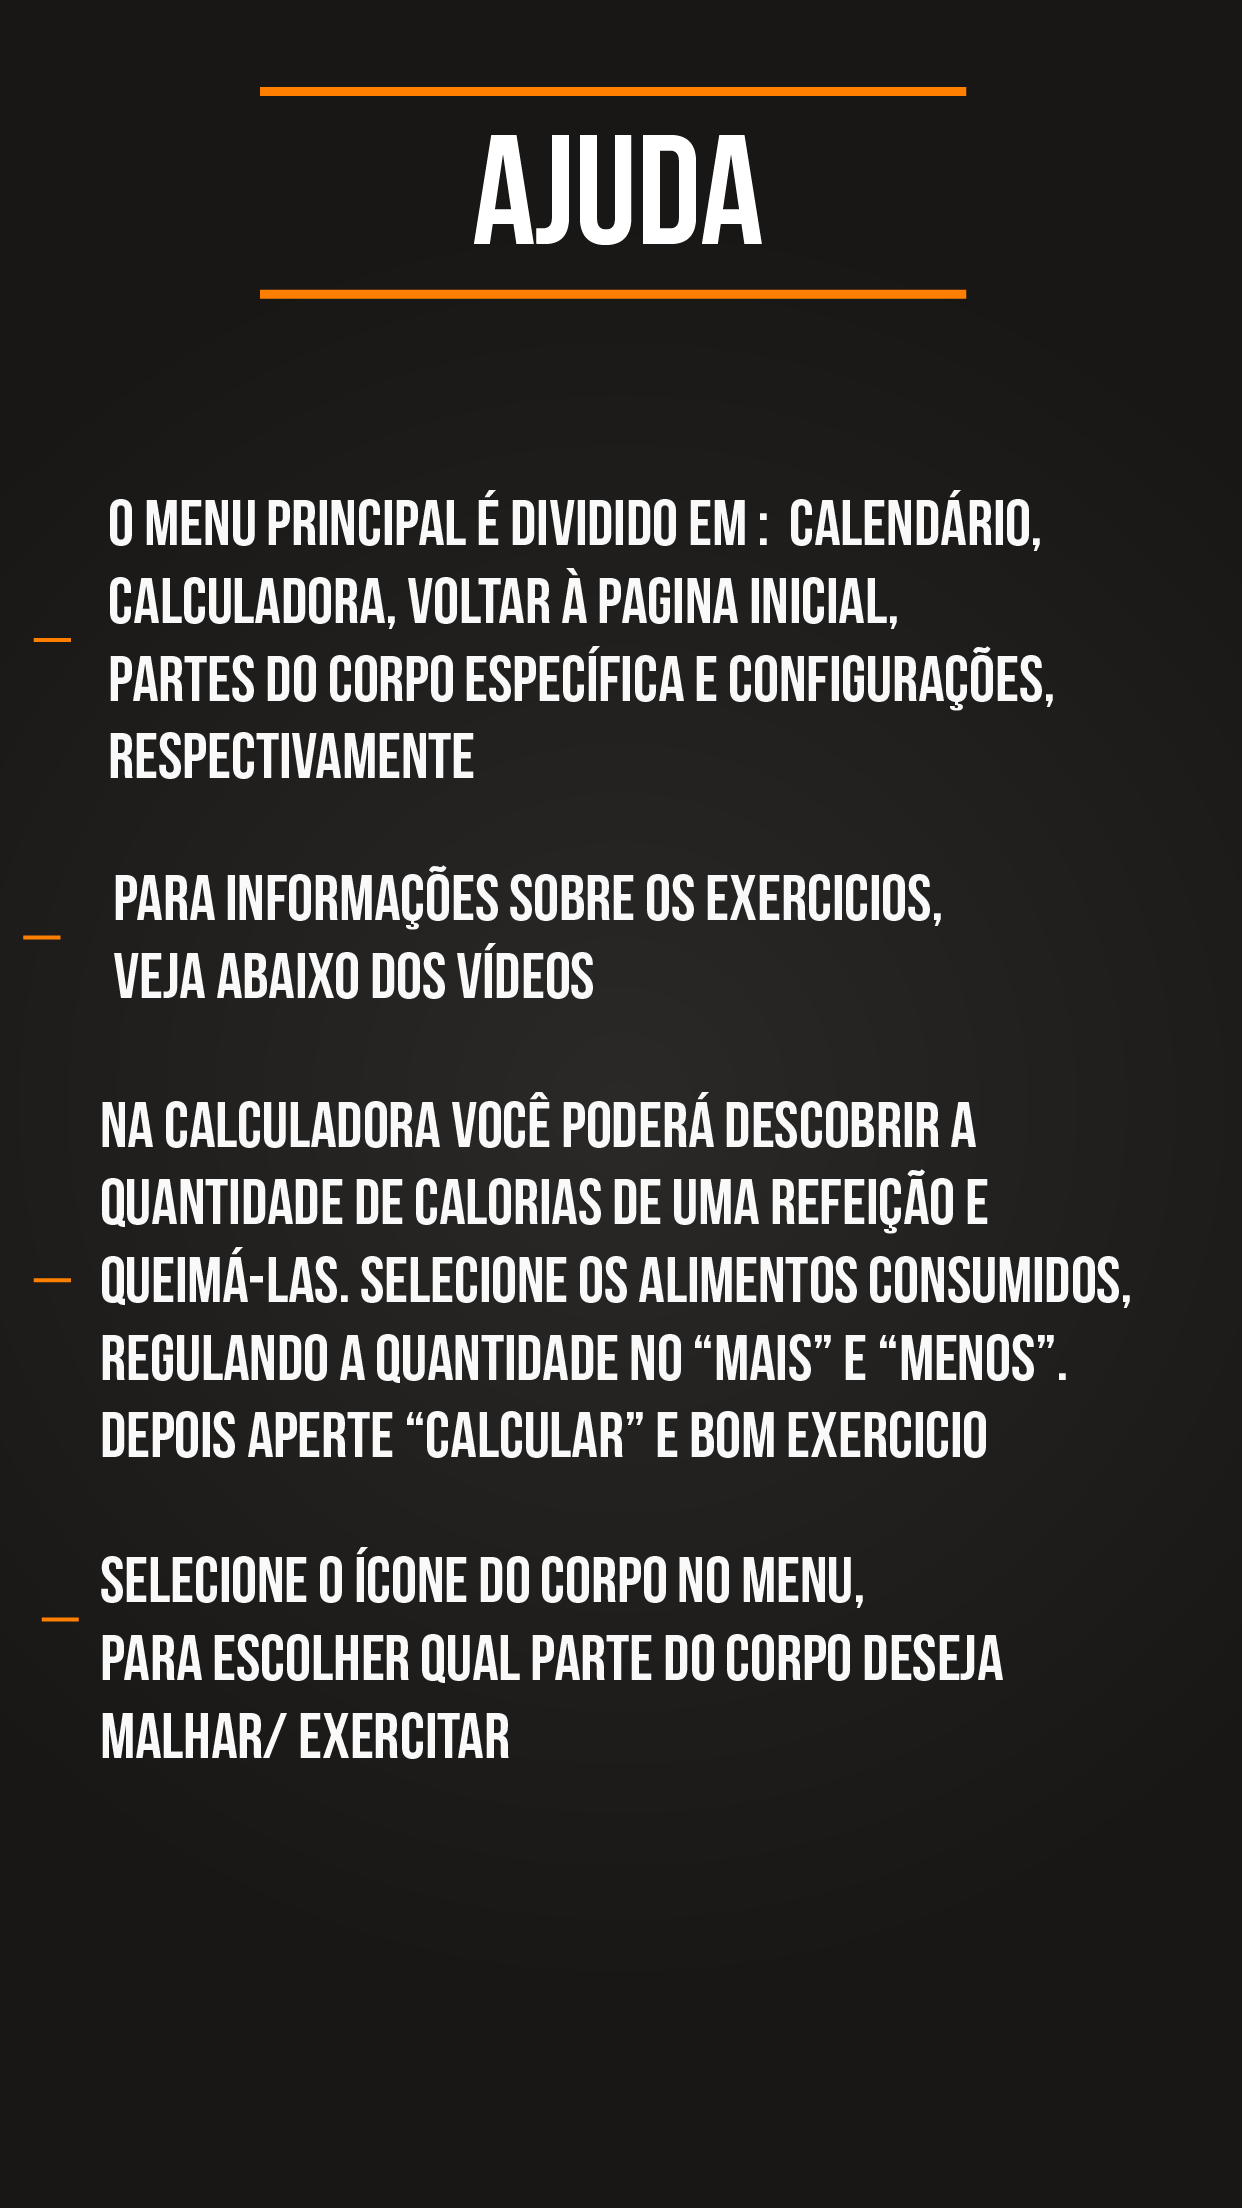 AJUDA
O MENU PRINCIPAL É DIVIDIDO EM :  CALENDÁRIO,
CALCULADORA, VOLTAR À PAGINA INICIAL,
PARTES DO CORPO ESPECÍFICA E CONFIGURAÇÕES,
RESPECTIVAMENTE
PARA INFORMAÇÕES SOBRE OS EXERCICIOS,
VEJA ABAIXO DOS VÍDEOS
NA CALCULADORA VOCÊ PODERÁ DESCOBRIR A
QUANTIDADE DE CALORIAS DE UMA REFEIÇÃO E
QUEIMÁ-LAS. SELECIONE OS ALIMENTOS CONSUMIDOS,
REGULANDO A QUANTIDADE NO “MAIS” E “MENOS”.
DEPOIS APERTE “CALCULAR” E BOM EXERCICIO
SELECIONE O ÍCONE DO CORPO NO MENU,
PARA ESCOLHER QUAL PARTE DO CORPO DESEJA
MALHAR/ EXERCITAR